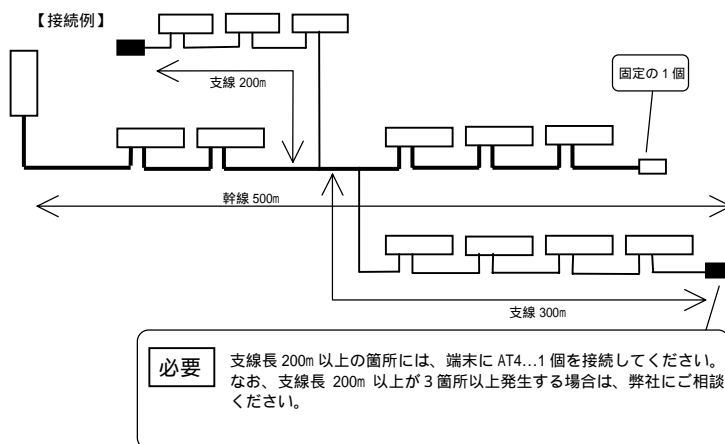 【接続例】
支線 200m
固定の1個
幹線 500m
支線 300m
必要
支線長 200m 以上の箇所には、端末に AT4…1 個を接続してください。
なお、支線長 200m 以上が3箇所以上発生する場合は、弊社にご相談
ください。